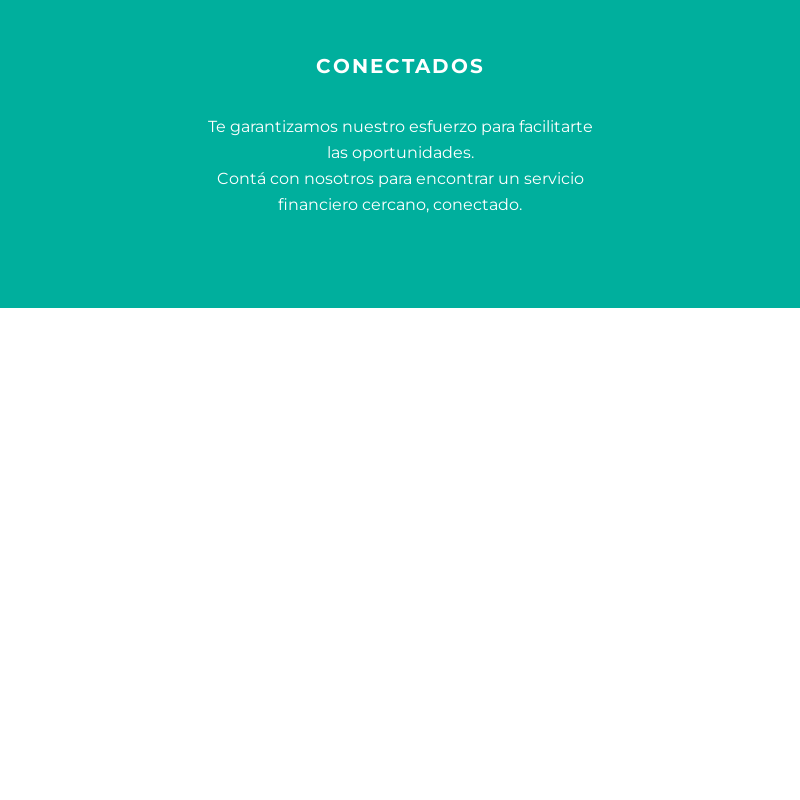 CONECTADOS
Te garantizamos nuestro esfuerzo para facilitarte
las oportunidades.
Contá con nosotros para encontrar un servicio
financiero cercano, conectado.